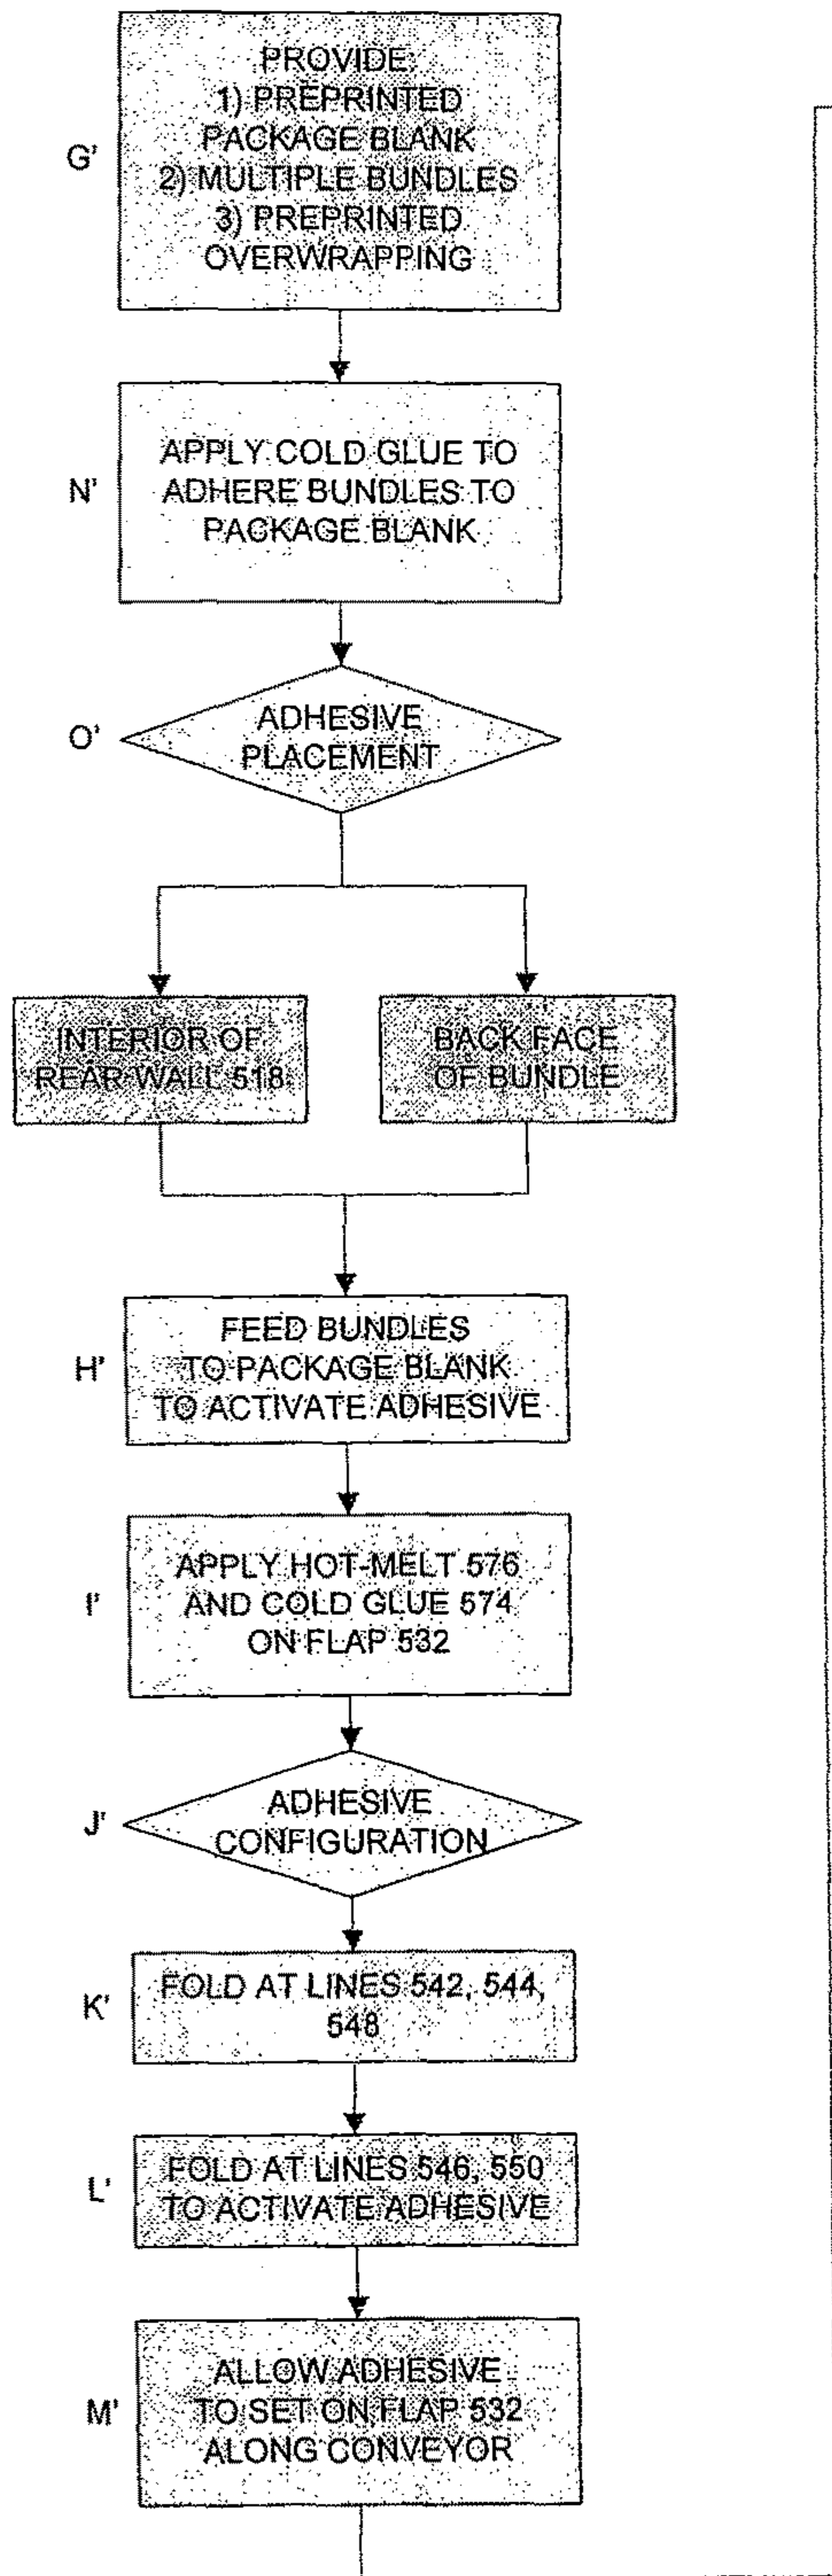 PROVIDE:
1) PREPRINTED
PACKAGE BLANK
2) MULTIPLE BUNDLES
3) PREPRINTED
OVERWRAPPING
G'
APPLY COLD GLUE TO
ADHERE BUNDLES TO
PACKAGE BLANK
N'
ADHESIVE
PLACEMENT
O'
INTERIOR OF
REAR WALL 518
BACK FACE
OF BUNDLE
FEED BUNDLES
TO PACKAGE BLANK
TO ACTIVATE ADHESIVE
H'
APPLY HOT-MELT 576
AND COLD GLUE 574
ON FLAP 532
I'
ADHESIVE
CONFIGURATION
J'
FOLD AT LINES 542, 544,
548
K'
FOLD AT LINES 546, 550
TO ACTIVATE ADHESIVE
L'
ALLOW ADHESIVE
TO SET ON FLAP 532
ALONG CONVEYOR
M'